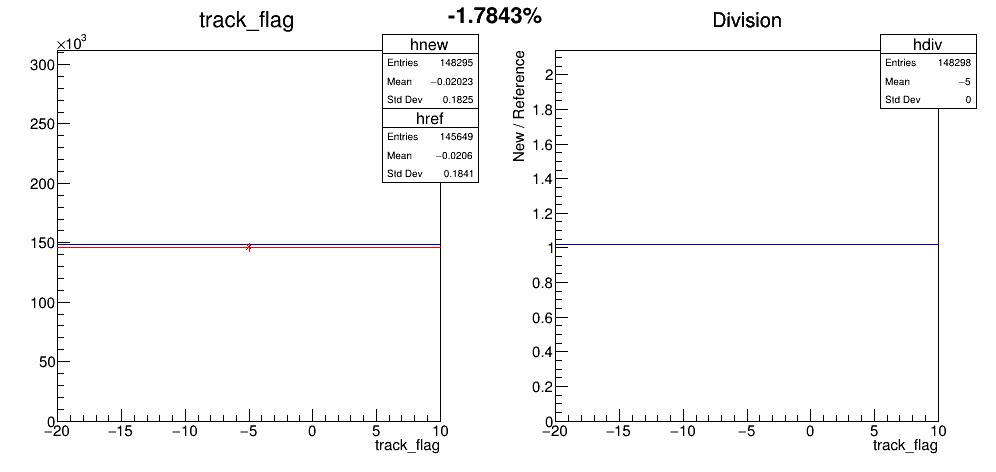 -1.7843%
track_flag
×10³
hnew
Entries 148295
Mean −0.02023
Std Dev 0.1825
href
Entries 145649
Mean −0.0206
Std Dev 0.1841
300
250
200
150
100
50
0
−20 −15 −10 −5 0 5 10
track_flag
Division
hdiv
Entries 148298
Mean −5
Std Dev 0
New / Reference
2
1.8
1.6
1.4
1.2
1
0.8
0.6
0.4
0.2
0
−20 −15 −10 −5 0 5 10
track_flag